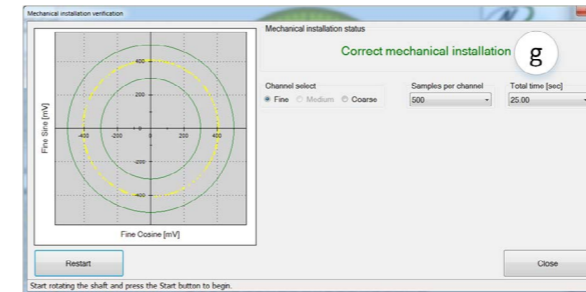 Mechanical installation verification
Mechanical installation status
Correct mechanical installation
g
Channel select
Samples per channel
Total time [sec]
Fine
Medium
Coarse
500
25.00
400
200
-400
-200
0
200
400
-200
-400
Fine Sine [mV]
Fine Cosine [mV]
Restart
Close
Start rotating the shaft and press the Start button to begin.